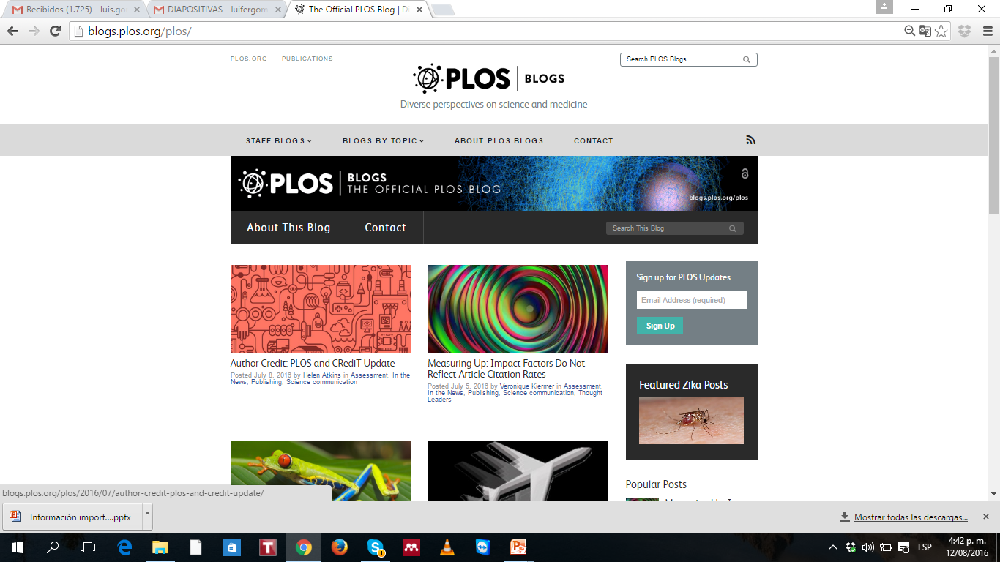 Recibidos (1.725) - luis.go
DIAPOSITIVAS - luifergom
The Official PLOS Blog | D
blogs.plos.org/plos/
PLOS.ORG
PUBLICATIONS
Search PLOS Blogs
PLOS | BLOGS
Diverse perspectives on science and medicine
STAFF BLOGS
BLOGS BY TOPIC
ABOUT PLOS BLOGS
CONTACT
PLOS | BLOGS
THE OFFICIAL PLOS BLOG
blogs.plos.org/plos
About This Blog
Contact
Search This Blog
Author Credit: PLOS and CRediT Update
Posted July 8, 2016 by Helen Atkins in Assessment, In the
News, Publishing, Science communication
Measuring Up: Impact Factors Do Not
Reflect Article Citation Rates
Posted July 5, 2016 by Veronique Kiermer in Assessment,
In the News, Publishing, Science communication, Thought
Leaders
Sign up for PLOS Updates
Email Address (required)
Sign Up
Featured Zika Posts
Popular Posts
blogs.plos.org/plos/2016/07/author-credit-plos-and-credit-update/
Información import....pptx
Mostrar todas las descargas...
ESP
4:42 p. m.
12/08/2016